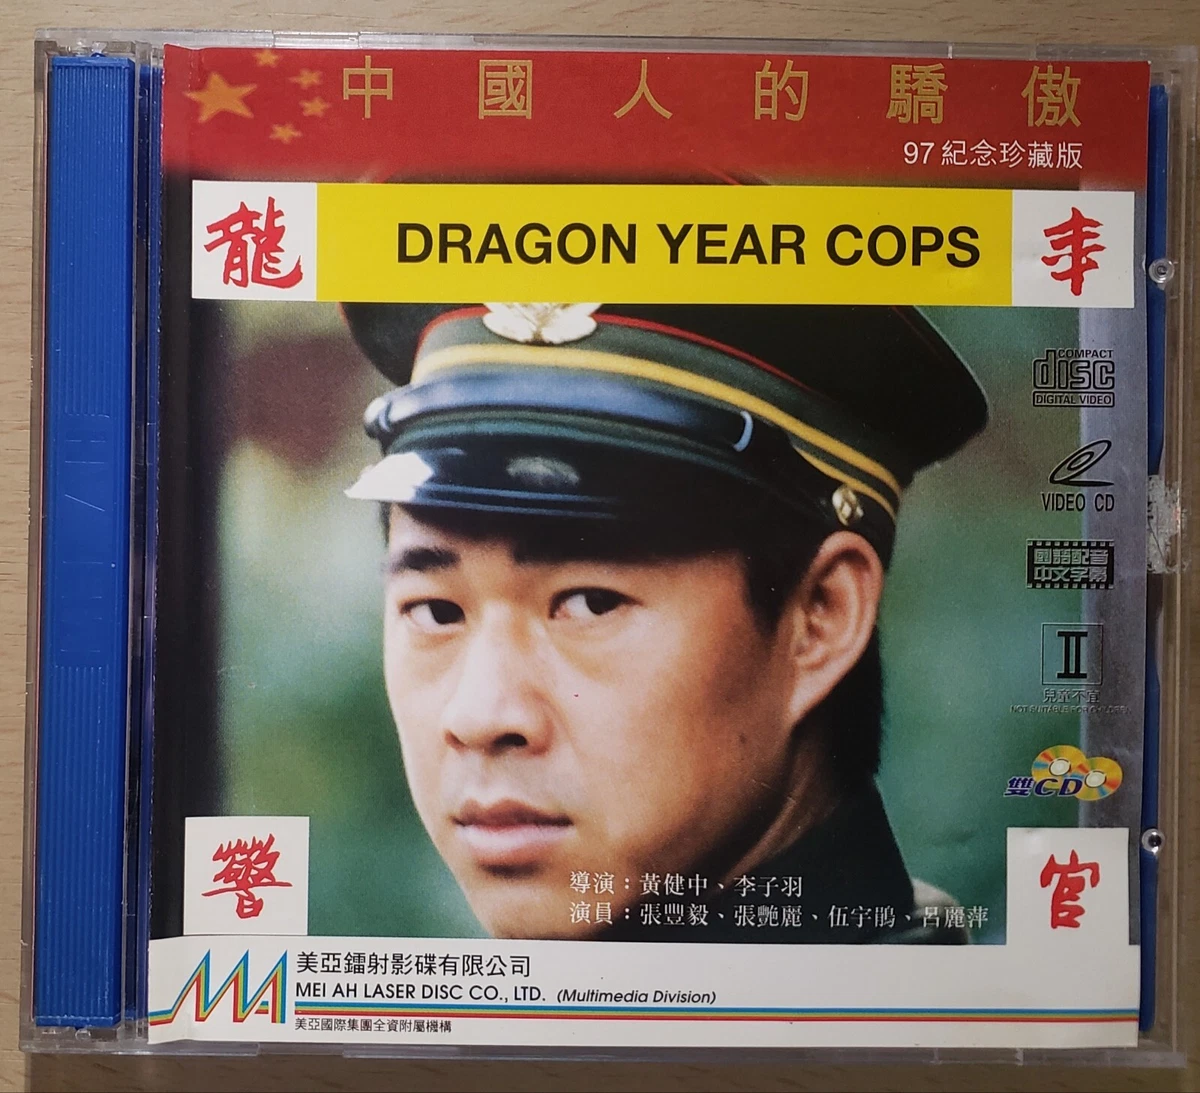 中國人的驕傲
97 紀念珍藏版
龍
DRAGON YEAR COPS
年
COMPACT
disc
DIGITAL VIDEO
VIDEO CD
國語配音
中文字幕
II
兒童不宜
NOT SUITABLE FOR CHILDREN
雙CD
警
官
導演：黃健中、李子羽
演員：張豐毅、張艷麗、伍宇鵑、呂麗萍
MA
美亞鐳射影碟有限公司
MEI AH LASER DISC CO., LTD. (Multimedia Division)
美亞國際集團全資附屬機構